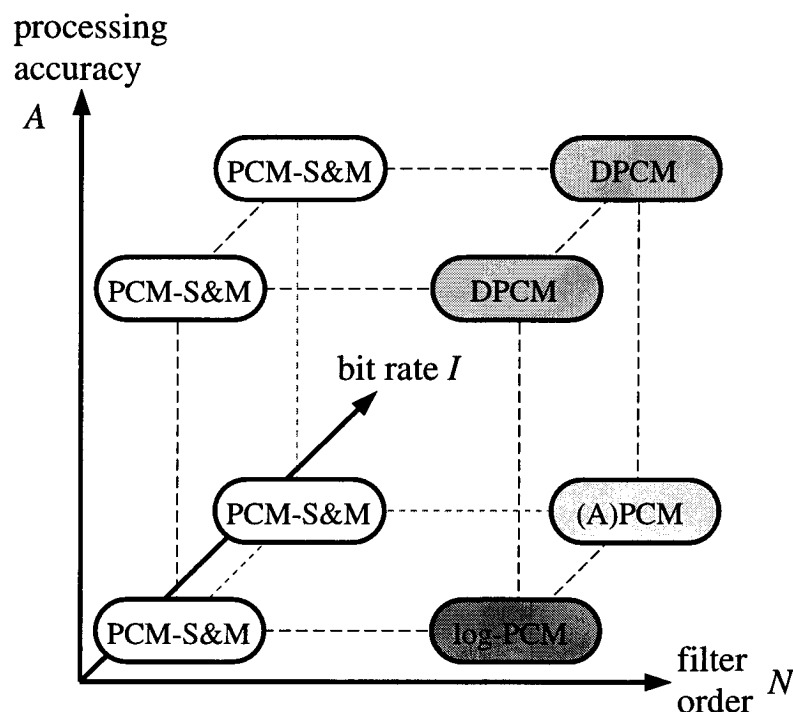 processing
accuracy
A
PCM-S&M
DPCM
PCM-S&M
DPCM
bit rate I
PCM-S&M
(A)PCM
PCM-S&M
log-PCM
filter
order N